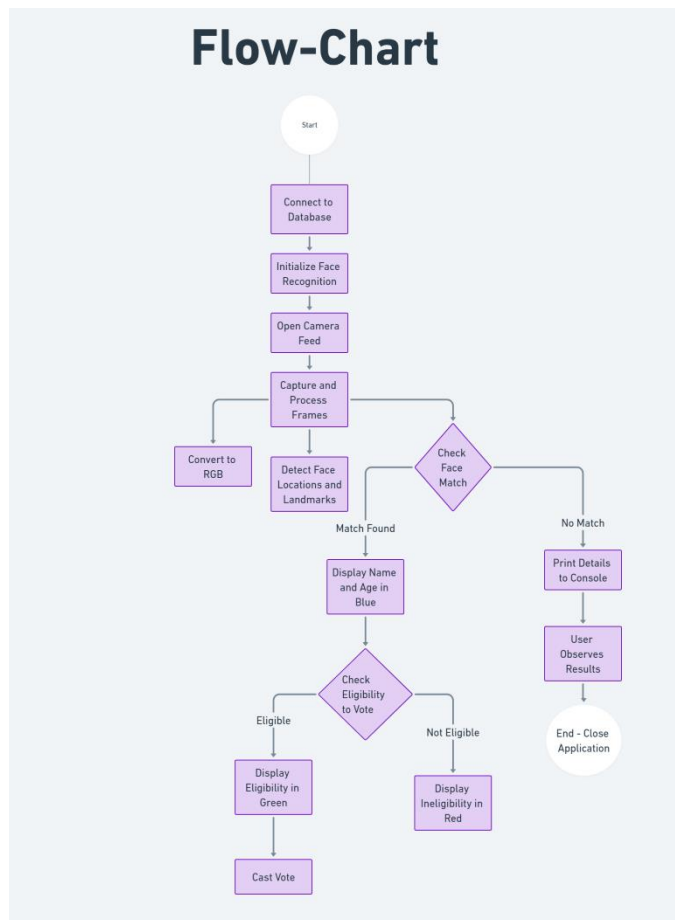 Flow-Chart
Start
Connect to
Database
Initialize Face
Recognition
Open Camera
Feed
Capture and
Process
Frames
Convert to
RGB
Detect Face
Locations and
Landmarks
Check
Face
Match
Match Found
No Match
Display Name
and Age in
Blue
Print Details
to Console
User
Observes
Results
Check
Eligibility
to Vote
Eligible
Not Eligible
End - Close
Application
Display
Eligibility in
Green
Display
Ineligibility in
Red
Cast Vote